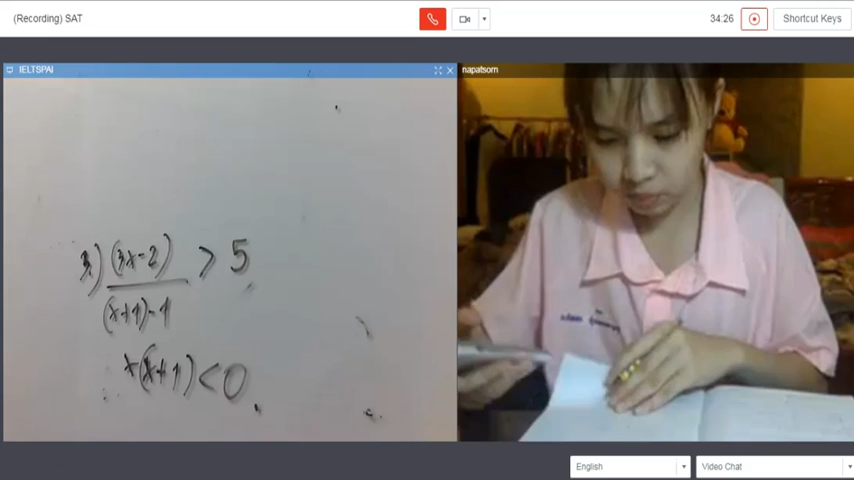 (Recording) SAT
34:26
Shortcut Keys
IELTSPAI
napatsorn
3) (3x-2) > 5
(x+1)-1
x(x+1) < 0
English
Video Chat